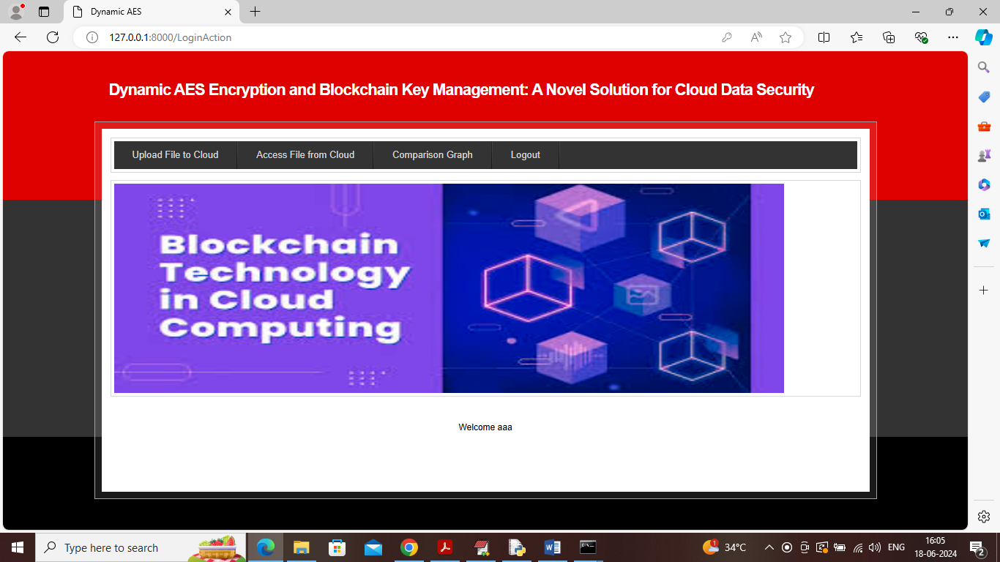 Dynamic AES
127.0.0.1:8000/LoginAction
Dynamic AES Encryption and Blockchain Key Management: A Novel Solution for Cloud Data Security
Upload File to Cloud
Access File from Cloud
Comparison Graph
Logout
Blockchain
Technology
in Cloud
Computing
Welcome aaa
Type here to search
1
34°C
ENG
16:05
18-06-2024
2